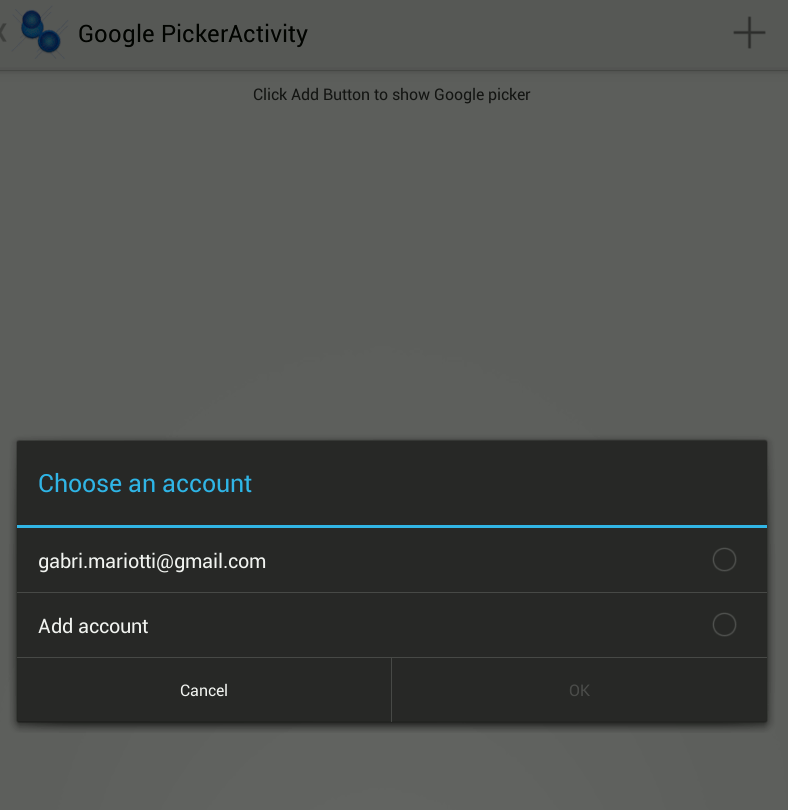 Google PickerActivity
Click Add Button to show Google picker
Choose an account
gabri.mariotti@gmail.com
Add account
Cancel
OK